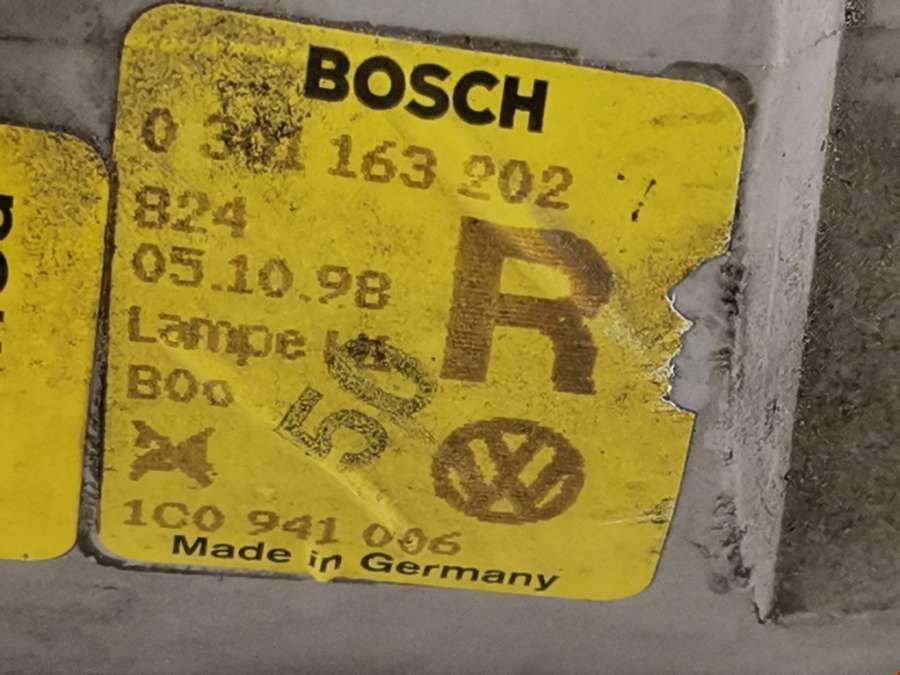 BOSCH
0 301 163 202
824
R
05.10.98
Lampe
B00
50
1C0 941 006
Made in Germany